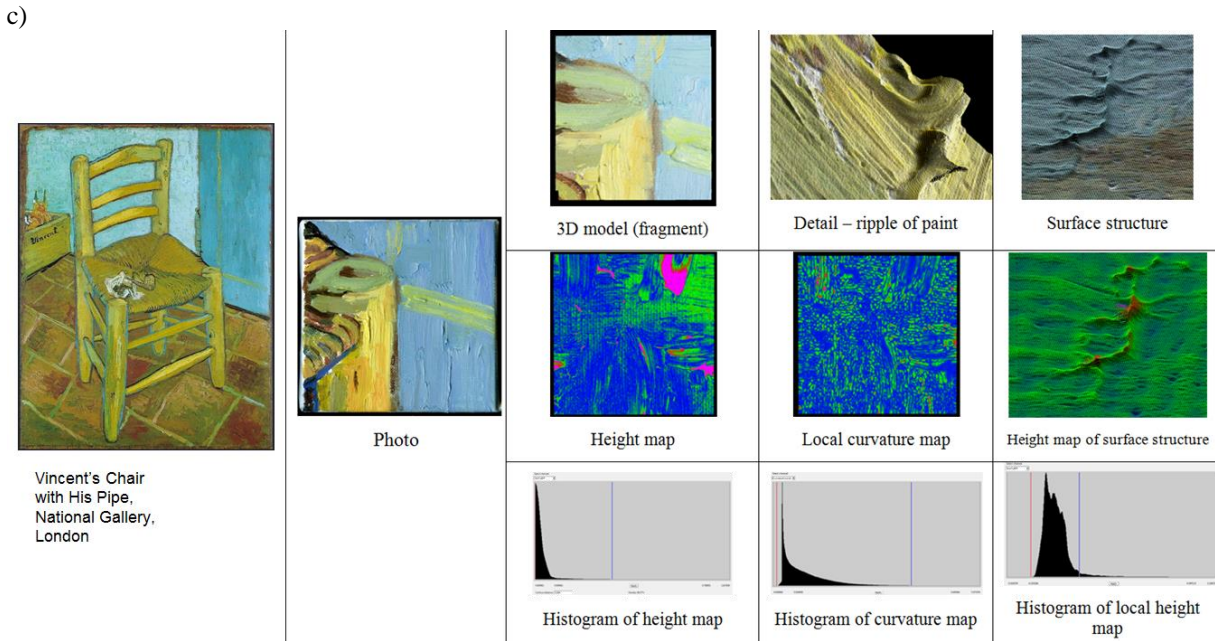 c)
Vincent
Vincent's Chair
with His Pipe,
National Gallery,
London
Photo
3D model (fragment)
Detail – ripple of paint
Surface structure
Height map
Local curvature map
Height map of surface structure
Histogram of height map
Histogram of curvature map
Histogram of local height
map